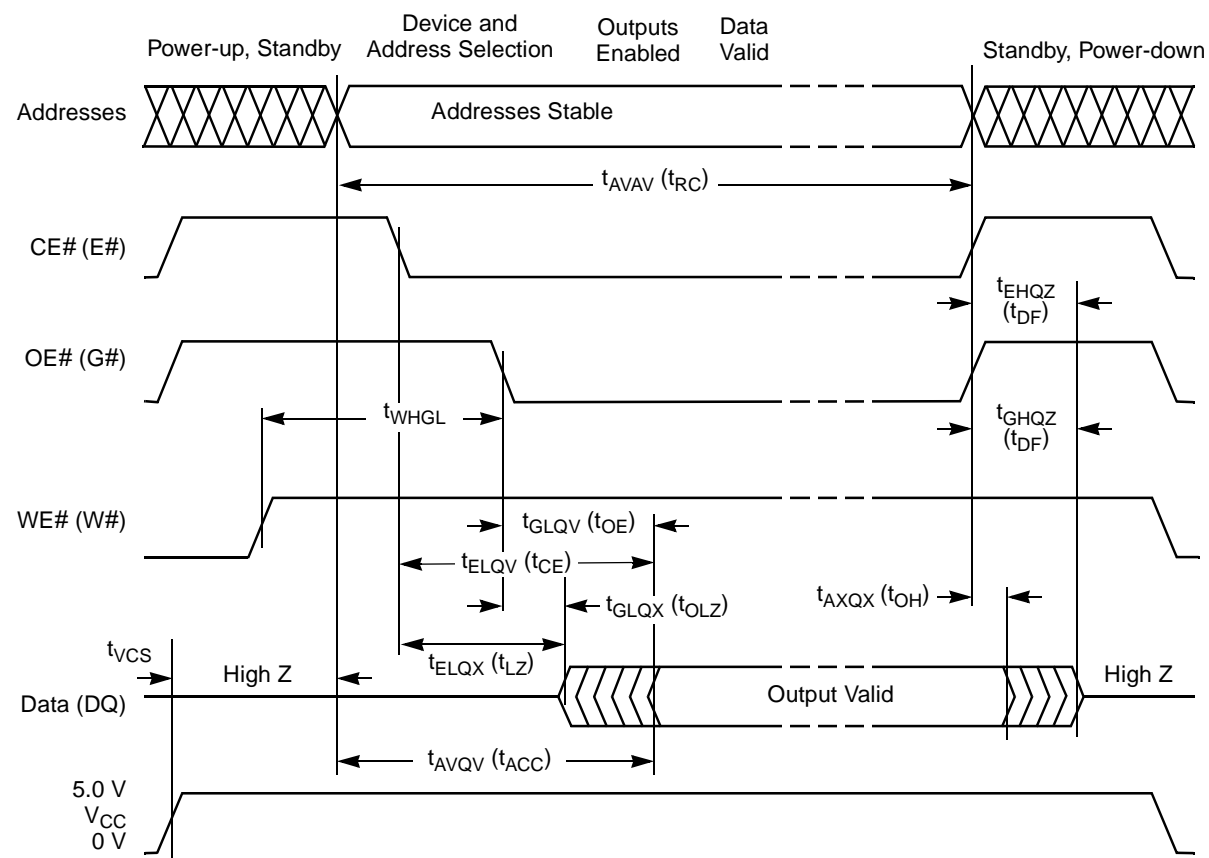 Power-up, Standby
Device and
Address Selection
Outputs
Enabled
Data
Valid
Standby, Power-down
Addresses
Addresses Stable
tAVAV (tRC)
CE# (E#)
tEHQZ
(tDF)
OE# (G#)
tWHGL
tGHQZ
(tDF)
WE# (W#)
tGLQV (tOE)
tELQV (tCE)
tGLQX (tOLZ)
tAXQX (tOH)
tVCS
tELQX (tLZ)
High Z
Output Valid
High Z
Data (DQ)
tAVQV (tACC)
5.0 V
VCC
0 V